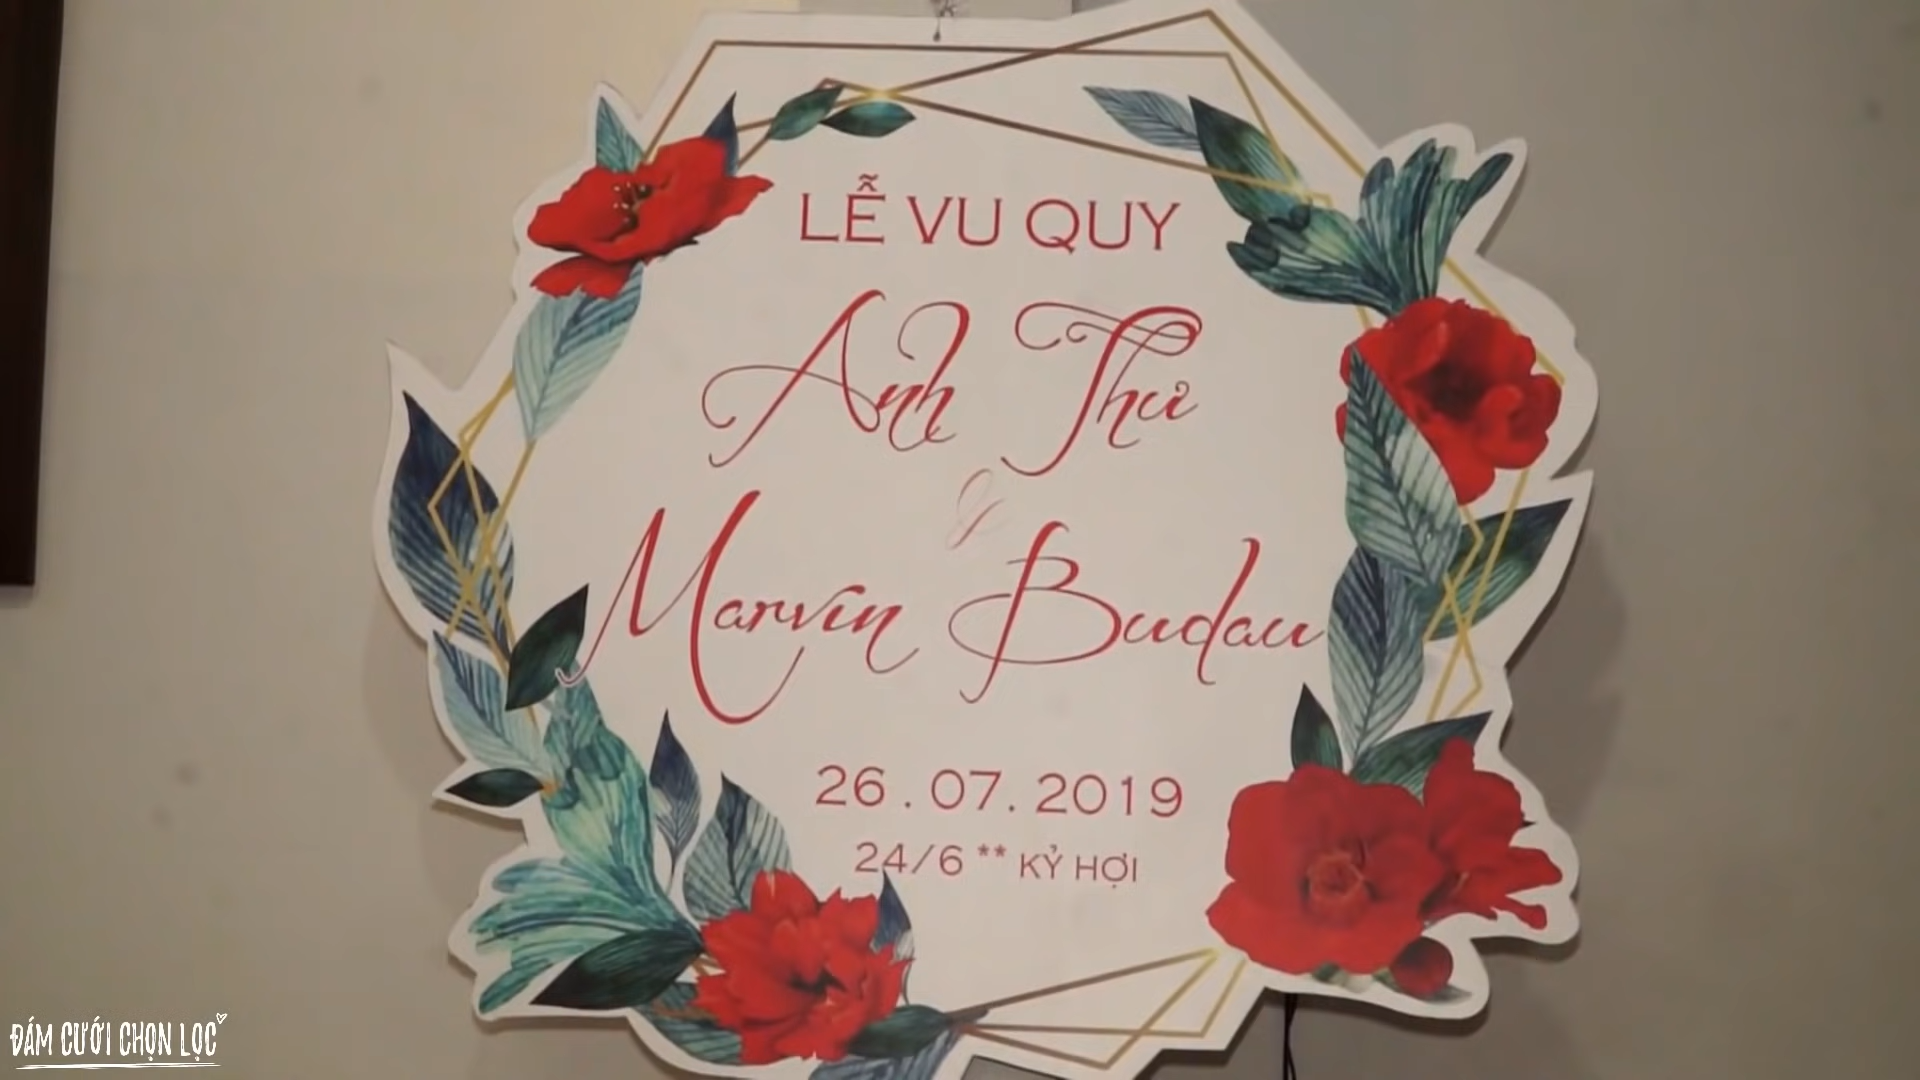 LỄ VU QUY
Anh Thư
&
Marvin Budau
26.07.2019
24/6 ** KỶ HỢI
ĐÁM CƯỚI CHỌN LỌC